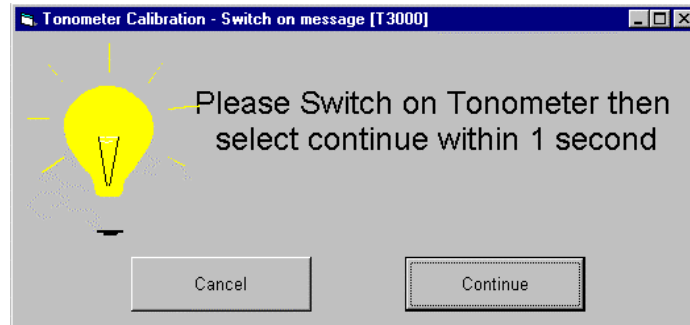 Tonometer Calibration - Switch on message [T3000]
Please Switch on Tonometer then
select continue within 1 second
Cancel Continue